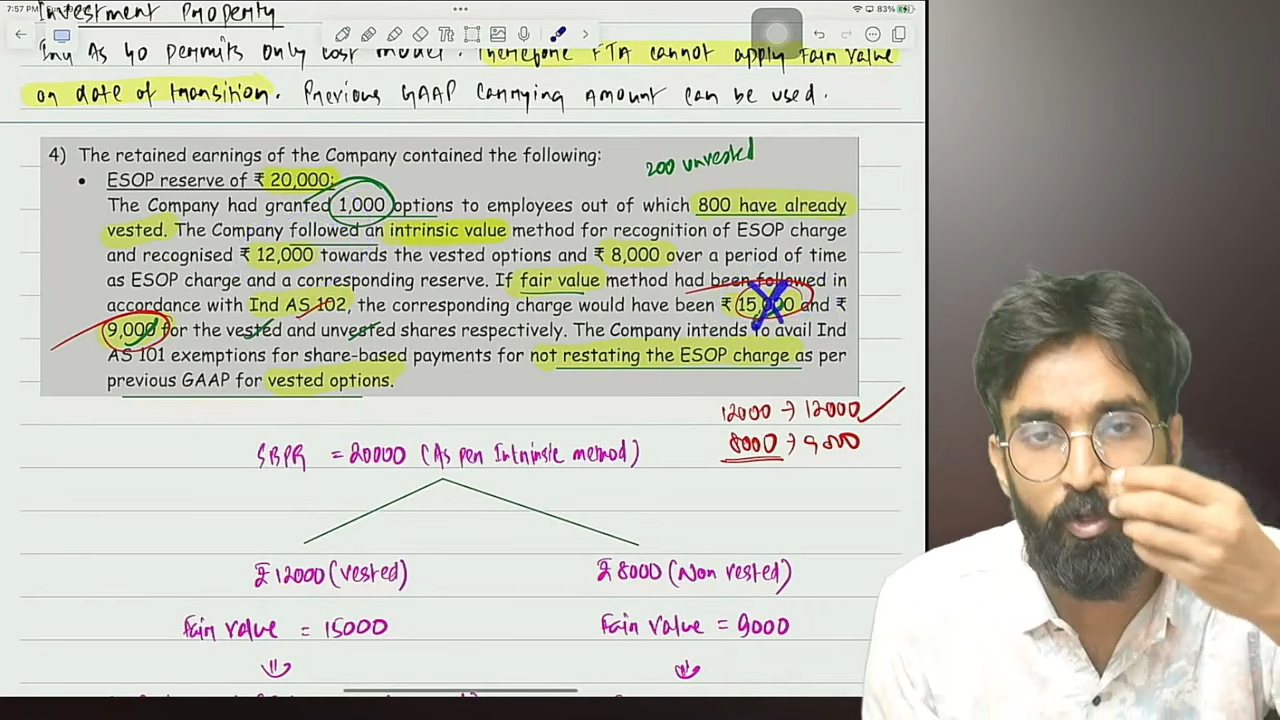 7:57 PM
83%
Investment Property
Ind As 40 permits only cost model. Therefore FTA cannot apply Fair Value
on date of transition. Previous GAAP Carrying Amount can be used.
4) The retained earnings of the Company contained the following:
200 unvested
• ESOP reserve of ₹ 20,000:
The Company had granted 1,000 options to employees out of which 800 have already
vested. The Company followed an intrinsic value method for recognition of ESOP charge
and recognised ₹ 12,000 towards the vested options and ₹ 8,000 over a period of time
as ESOP charge and a corresponding reserve. If fair value method had been followed in
accordance with Ind AS 102, the corresponding charge would have been ₹ 15,000 and ₹
9,000 for the vested and unvested shares respectively. The Company intends to avail Ind
AS 101 exemptions for share-based payments for not restating the ESOP charge as per
previous GAAP for vested options.
12000 → 12000
8000 → 9000
SBPR = 20000 (As per Intrinsic method)
₹12000 (Vested) ₹8000 (Non vested)
Fair value = 15000 Fair value = 9000